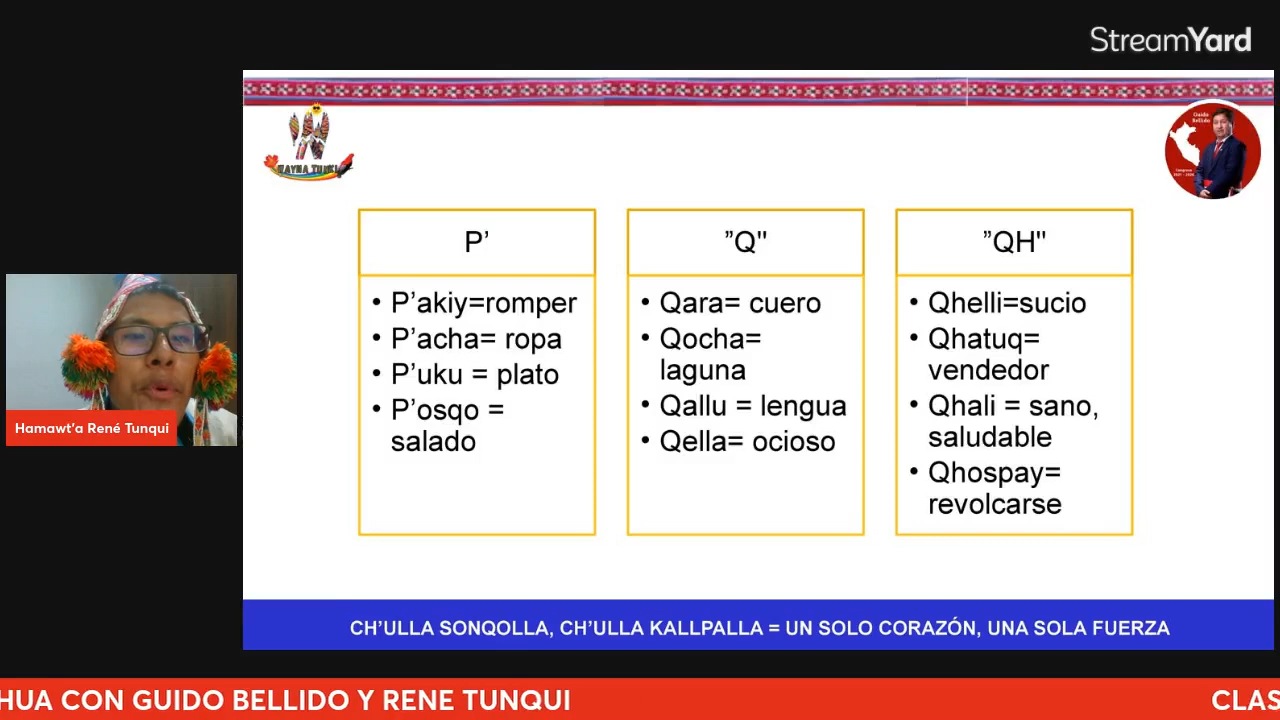 StreamYard
Guido
Bellido
P’
”Q"
”QH"
• P’akiy=romper
• P’acha= ropa
• P’uku = plato
• P’osqo =
salado
• Qara= cuero
• Qocha=
laguna
• Qallu = lengua
• Qella= ocioso
• Qhelli=sucio
• Qhatuq=
vendedor
• Qhali = sano,
saludable
• Qhospay=
revolcarse
Hamawt’a René Tunqui
CH’ULLA SONQOLLA, CH’ULLA KALLPALLA = UN SOLO CORAZÓN, UNA SOLA FUERZA
HUA CON GUIDO BELLIDO Y RENE TUNQUI
CLAS